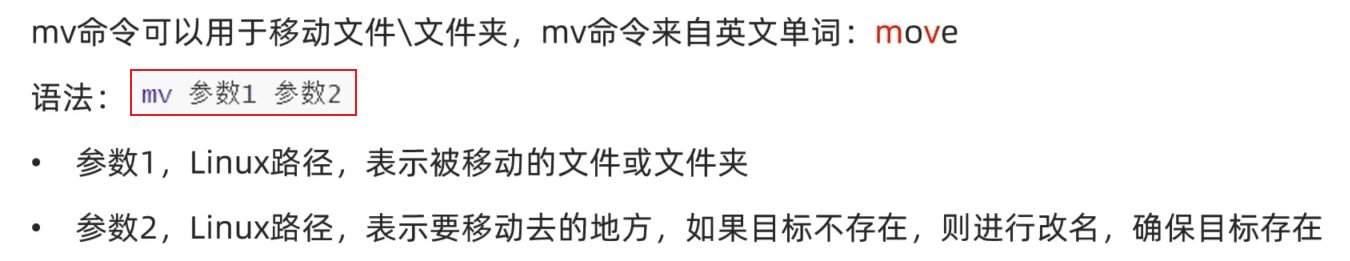 mv命令可以用于移动文件\文件夹，mv命令来自英文单词：move
语法： mv 参数1 参数2
• 参数1，Linux路径，表示被移动的文件或文件夹
• 参数2，Linux路径，表示要移动去的地方，如果目标不存在，则进行改名，确保目标存在